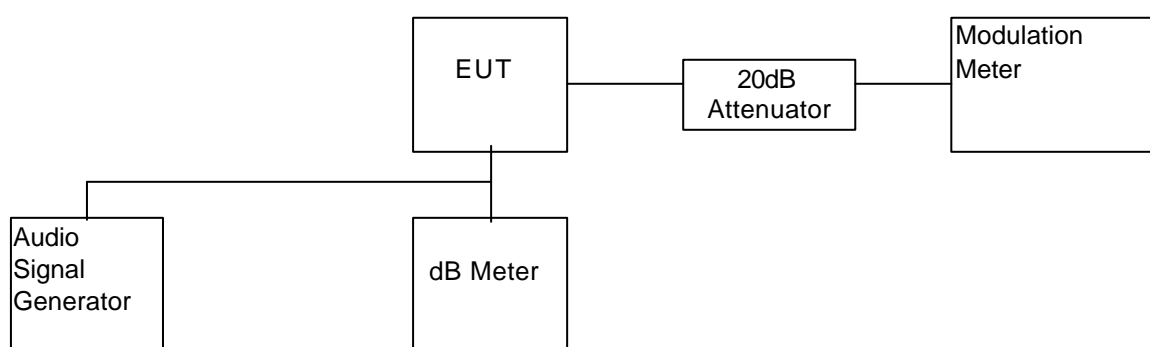 EUT
20dB
Attenuator
Modulation
Meter
Audio
Signal
Generator
dB Meter